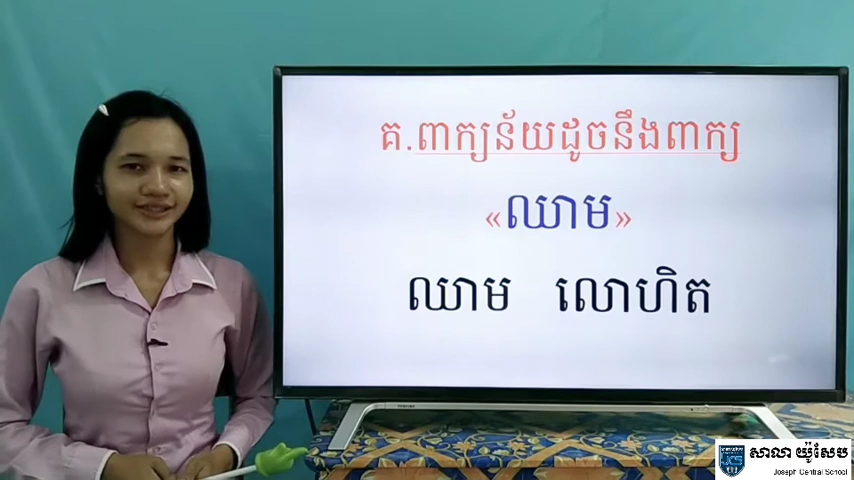 គ.ពាក្យន័យដូចនឹងពាក្យ
«ឈាម»
ឈាម លោហិត
TOSHIBA
សាលា យ៉ូសែប
Joseph Central School